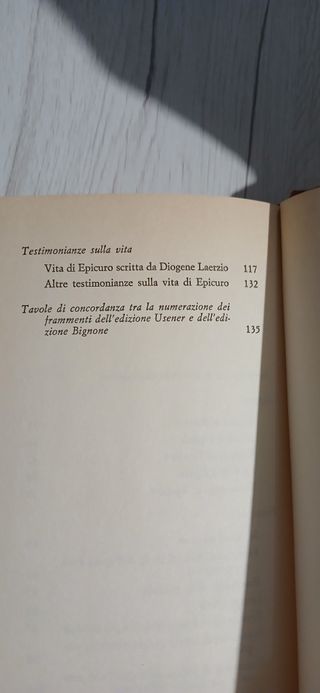 Testimonianze sulla vita
Vita di Epicuro scritta da Diogene Laerzio 117
Altre testimonianze sulla vita di Epicuro 132
Tavole di concordanza tra la numerazione dei
frammenti dell'edizione Usener e dell'edi-
zione Bignone 135